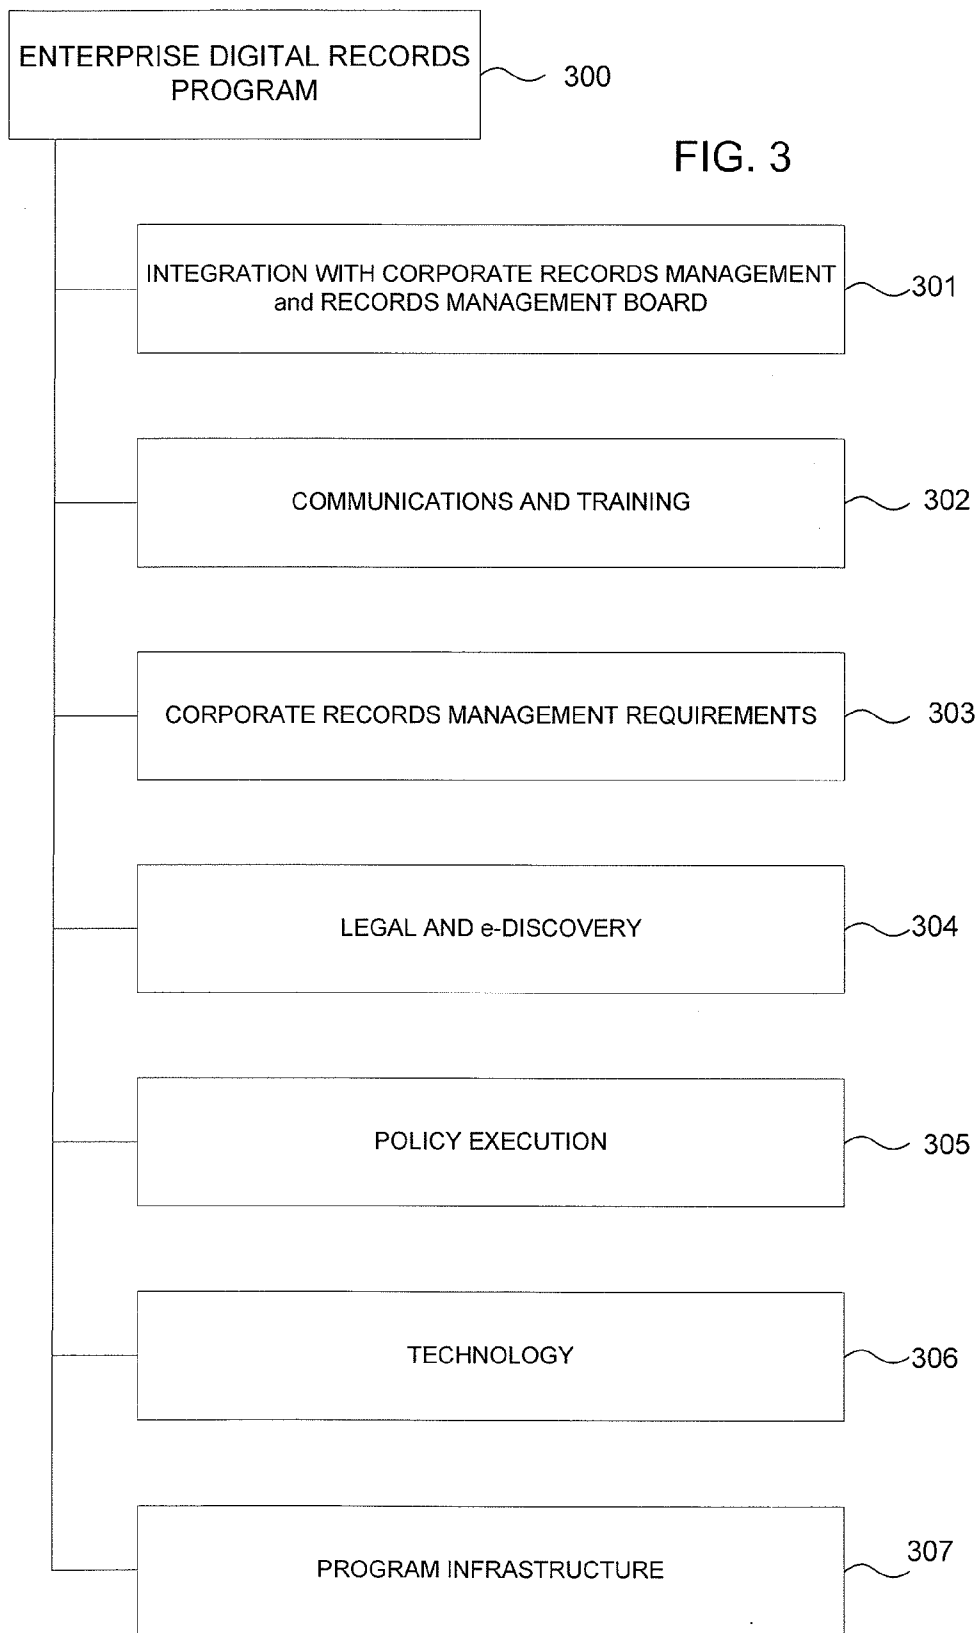 ENTERPRISE DIGITAL RECORDS
PROGRAM
300
FIG. 3
INTEGRATION WITH CORPORATE RECORDS MANAGEMENT
and RECORDS MANAGEMENT BOARD
301
COMMUNICATIONS AND TRAINING
302
CORPORATE RECORDS MANAGEMENT REQUIREMENTS
303
LEGAL AND e-DISCOVERY
304
POLICY EXECUTION
305
TECHNOLOGY
306
PROGRAM INFRASTRUCTURE
307